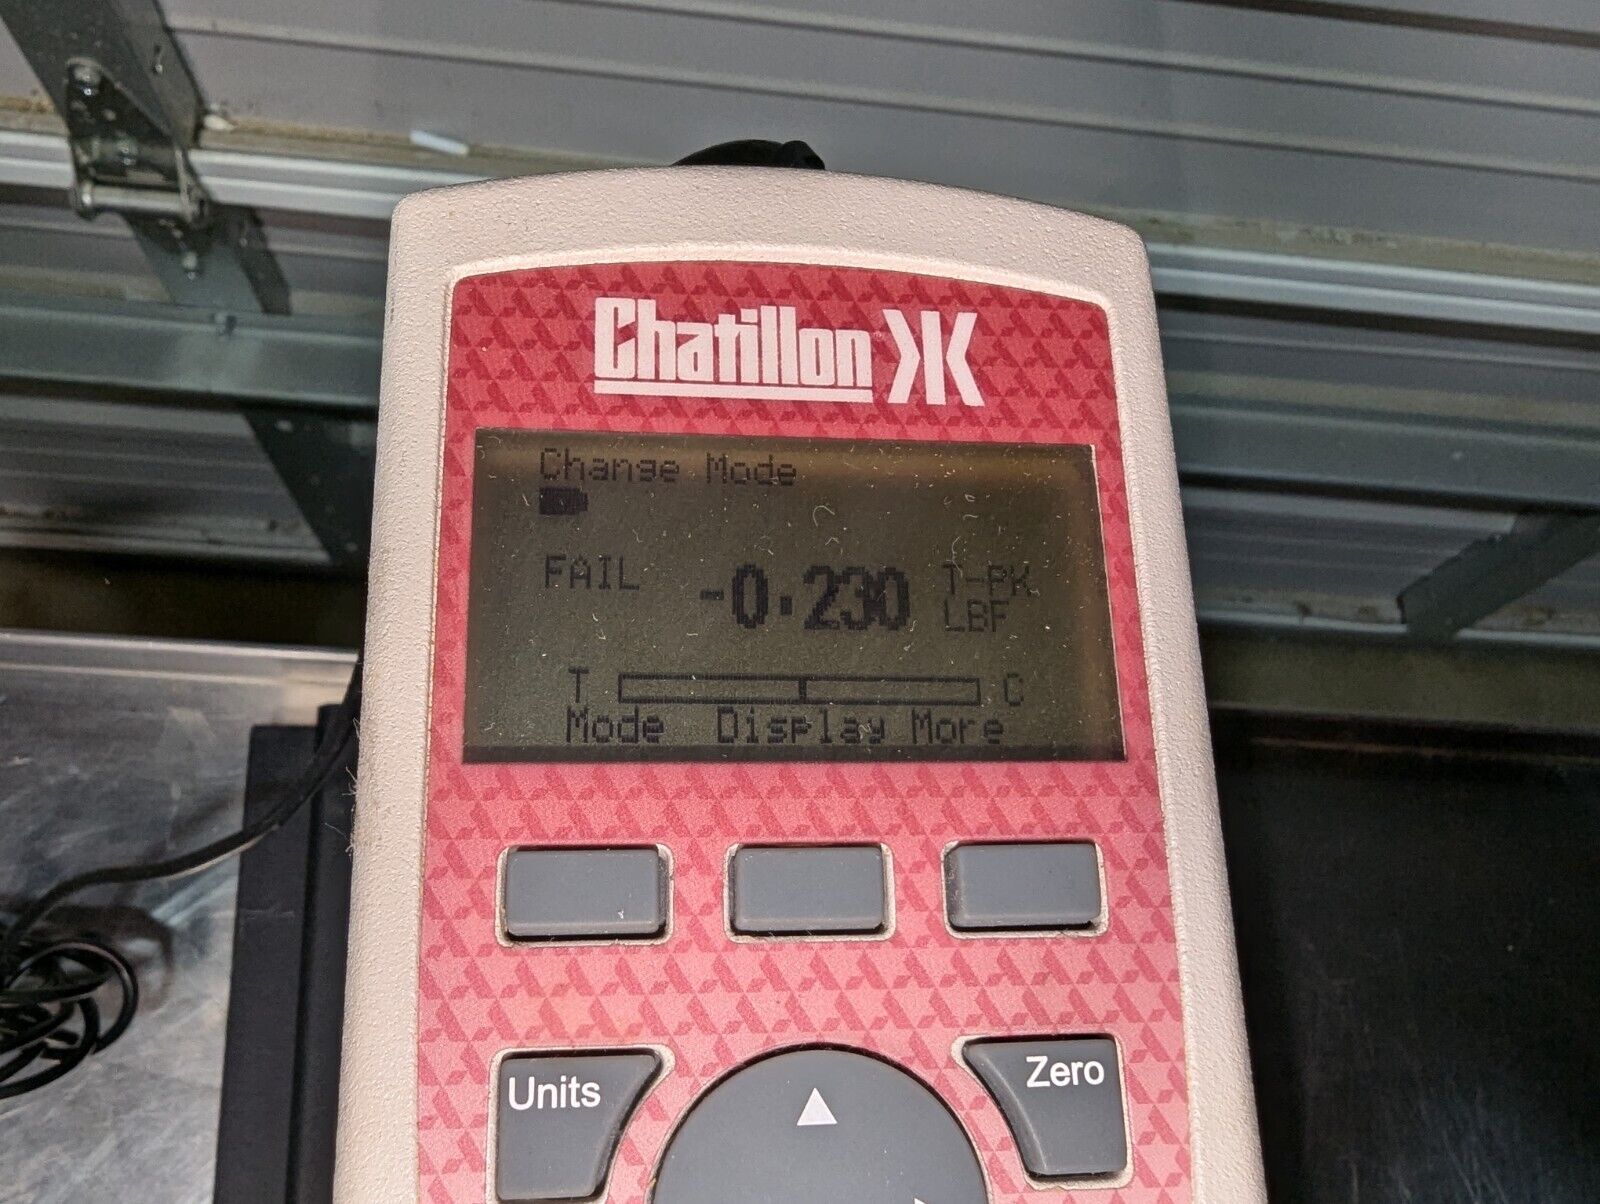 Chatillon
Change Mode
FAIL -0.230 T-PK
LBF
T C
Mode Display More
Units
Zero